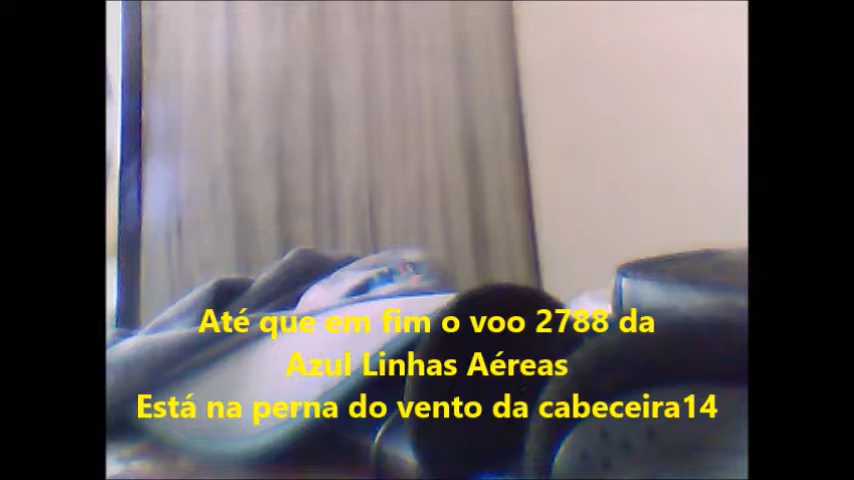 Até que em fim o voo 2788 da
Azul Linhas Aéreas
Está na perna do vento da cabeceira14